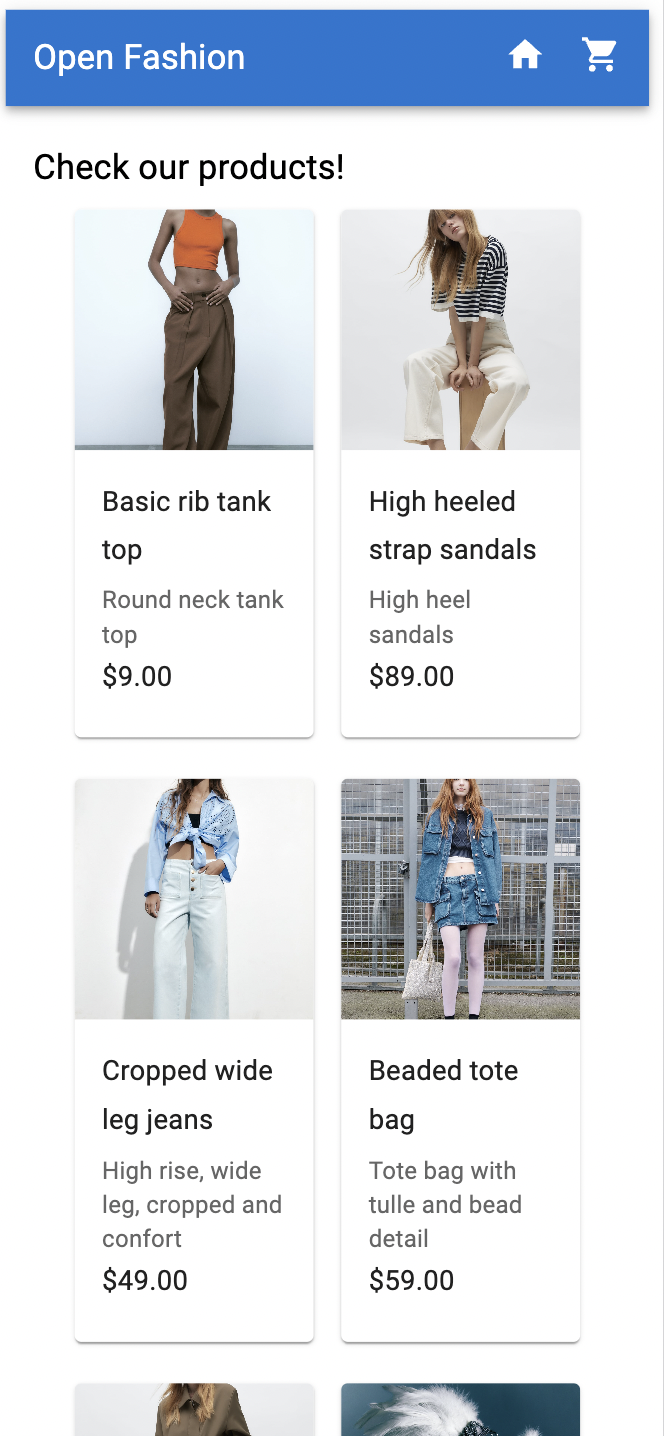 Open Fashion
Check our products!
Basic rib tank
top
Round neck tank
top
$9.00
High heeled
strap sandals
High heel
sandals
$89.00
Cropped wide
leg jeans
High rise, wide
leg, cropped and
confort
$49.00
Beaded tote
bag
Tote bag with
tulle and bead
detail
$59.00